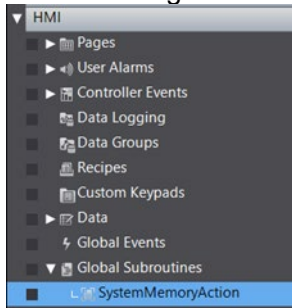 HMI
Pages
User Alarms
Controller Events
Data Logging
Data Groups
Recipes
Custom Keypads
Data
Global Events
Global Subroutines
SystemMemoryAction